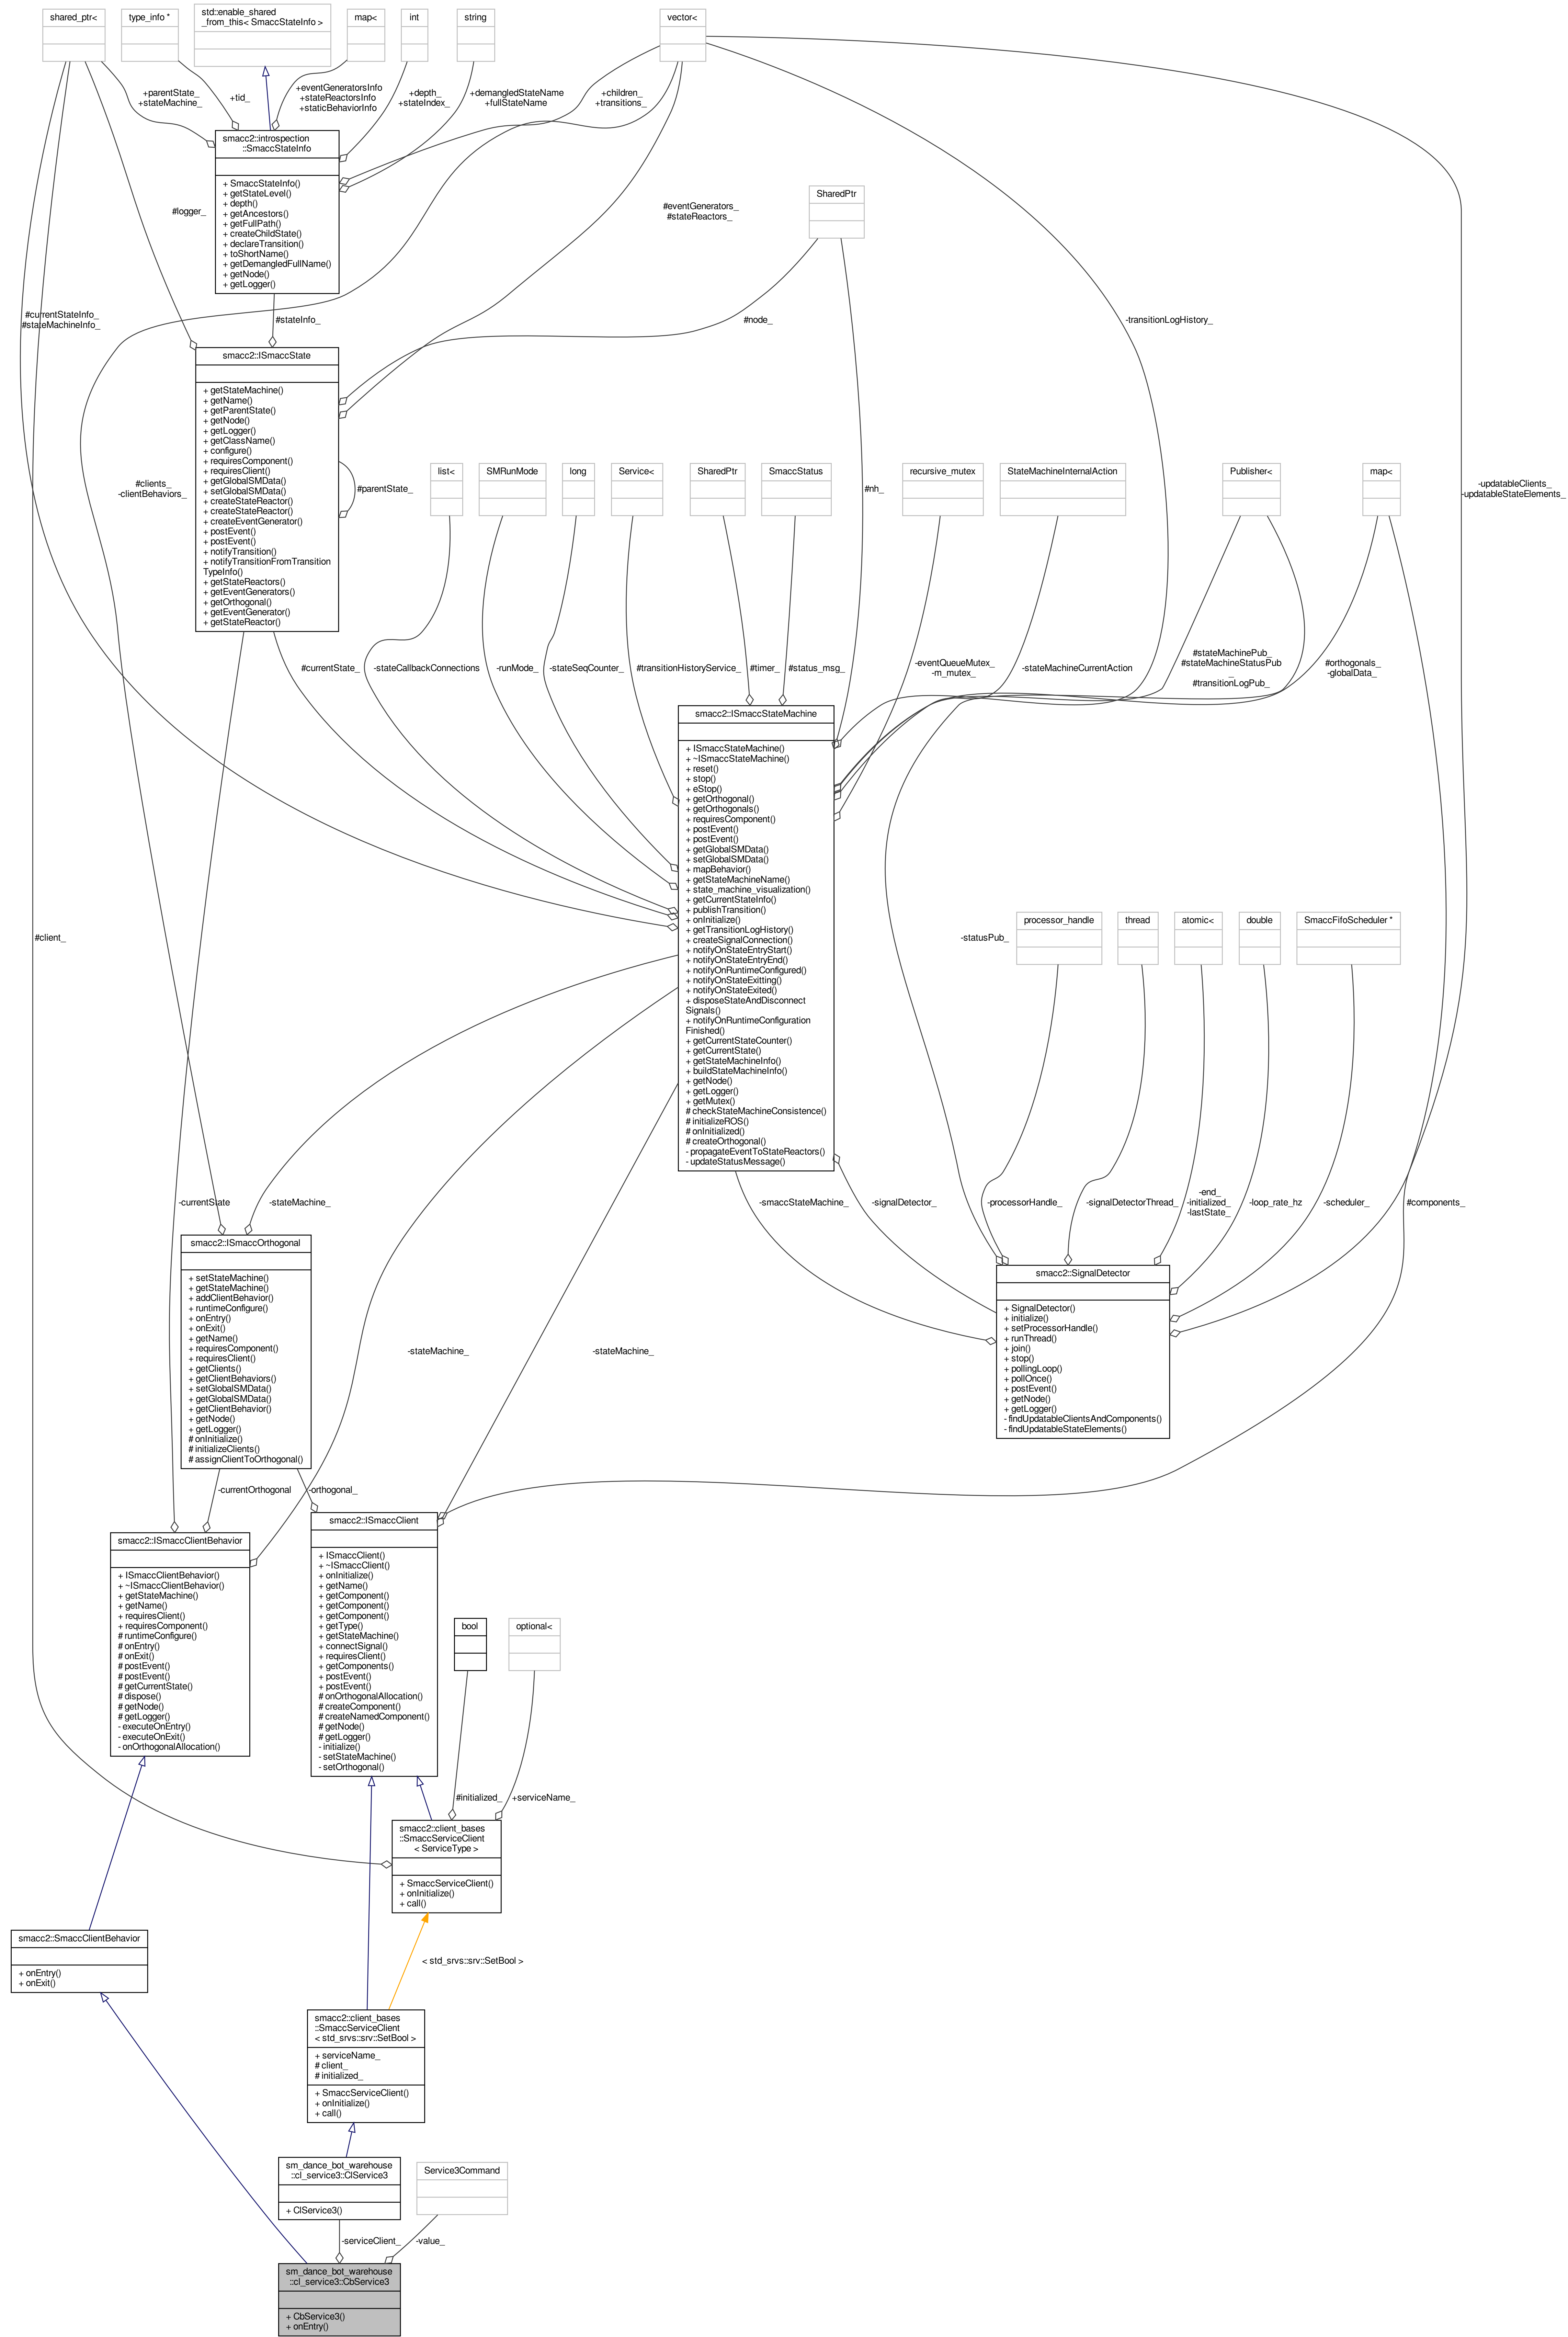 shared_ptr<
type_info *
std::enable_shared
_from_this< SmaccStateInfo >
map<
int
string
vector<
+parentState_
+stateMachine_
+tid_
+eventGeneratorsInfo
+stateReactorsInfo
+staticBehaviorInfo
+depth_
+stateIndex_
+demangledStateName
+fullStateName
+children_
+transitions_
smacc2::introspection
::SmaccStateInfo
+ SmaccStateInfo()
+ getStateLevel()
+ depth()
+ getAncestors()
+ getFullPath()
+ createChildState()
+ declareTransition()
+ toShortName()
+ getDemangledFullName()
+ getNode()
+ getLogger()
#logger_
#eventGenerators_
#stateReactors_
SharedPtr
#currentStateInfo_
#stateMachineInfo_
#stateInfo_
#node_
-transitionLogHistory_
smacc2::ISmaccState
+ getStateMachine()
+ getName()
+ getParentState()
+ getNode()
+ getLogger()
+ getClassName()
+ configure()
+ requiresComponent()
+ requiresClient()
+ getGlobalSMData()
+ setGlobalSMData()
+ createStateReactor()
+ createStateReactor()
+ createEventGenerator()
+ postEvent()
+ postEvent()
+ notifyTransition()
+ notifyTransitionFromTransition
TypeInfo()
+ getStateReactors()
+ getEventGenerators()
+ getOrthogonal()
+ getEventGenerator()
+ getStateReactor()
#clients_
-clientBehaviors_
#parentState_
list<
SMRunMode
long
Service<
SharedPtr
SmaccStatus
#nh_
recursive_mutex
StateMachineInternalAction
Publisher<
map<
-updatableClients_
-updatableStateElements_
#currentState_
-stateCallbackConnections
-runMode_
-stateSeqCounter_
#transitionHistoryService_
#timer_
#status_msg_
-eventQueueMutex_
-m_mutex_
-stateMachineCurrentAction
#stateMachinePub_
#stateMachineStatusPub
_
#transitionLogPub_
#orthogonals_
-globalData_
smacc2::ISmaccStateMachine
+ ISmaccStateMachine()
+ ~ISmaccStateMachine()
+ reset()
+ stop()
+ eStop()
+ getOrthogonal()
+ getOrthogonals()
+ requiresComponent()
+ postEvent()
+ postEvent()
+ getGlobalSMData()
+ setGlobalSMData()
+ mapBehavior()
+ getStateMachineName()
+ state_machine_visualization()
+ getCurrentStateInfo()
+ publishTransition()
+ onInitialize()
+ getTransitionLogHistory()
+ createSignalConnection()
+ notifyOnStateEntryStart()
+ notifyOnStateEntryEnd()
+ notifyOnRuntimeConfigured()
+ notifyOnStateExitting()
+ notifyOnStateExited()
+ disposeStateAndDisconnect
Signals()
+ notifyOnRuntimeConfiguration
Finished()
+ getCurrentStateCounter()
+ getCurrentState()
+ getStateMachineInfo()
+ buildStateMachineInfo()
+ getNode()
+ getLogger()
+ getMutex()
# checkStateMachineConsistence()
# initializeROS()
# onInitialized()
# createOrthogonal()
- propagateEventToStateReactors()
- updateStatusMessage()
#client_
-statusPub_
processor_handle
thread
atomic<
double
SmaccFifoScheduler *
-currentState
-stateMachine_
-smaccStateMachine_
-signalDetector_
-processorHandle_
-signalDetectorThread_
-end_
-initialized_
-lastState_
-loop_rate_hz
-scheduler_
#components_
smacc2::ISmaccOrthogonal
+ setStateMachine()
+ getStateMachine()
+ addClientBehavior()
+ runtimeConfigure()
+ onEntry()
+ onExit()
+ getName()
+ requiresComponent()
+ requiresClient()
+ getClients()
+ getClientBehaviors()
+ setGlobalSMData()
+ getGlobalSMData()
+ getClientBehavior()
+ getNode()
+ getLogger()
# onInitialize()
# initializeClients()
# assignClientToOrthogonal()
smacc2::SignalDetector
+ SignalDetector()
+ initialize()
+ setProcessorHandle()
+ runThread()
+ join()
+ stop()
+ pollingLoop()
+ pollOnce()
+ postEvent()
+ getNode()
+ getLogger()
- findUpdatableClientsAndComponents()
- findUpdatableStateElements()
-stateMachine_
-stateMachine_
-currentOrthogonal
-orthogonal_
smacc2::ISmaccClientBehavior
+ ISmaccClientBehavior()
+ ~ISmaccClientBehavior()
+ getStateMachine()
+ getName()
+ requiresClient()
+ requiresComponent()
# runtimeConfigure()
# onEntry()
# onExit()
# postEvent()
# postEvent()
# getCurrentState()
# dispose()
# getNode()
# getLogger()
- executeOnEntry()
- executeOnExit()
- onOrthogonalAllocation()
smacc2::ISmaccClient
+ ISmaccClient()
+ ~ISmaccClient()
+ onInitialize()
+ getName()
+ getComponent()
+ getComponent()
+ getComponent()
+ getType()
+ getStateMachine()
+ connectSignal()
+ requiresClient()
+ getComponents()
+ postEvent()
+ postEvent()
# onOrthogonalAllocation()
# createComponent()
# createNamedComponent()
# getNode()
# getLogger()
- initialize()
- setStateMachine()
- setOrthogonal()
bool
optional<
#initialized_
+serviceName_
smacc2::client_bases
::SmaccServiceClient
< ServiceType >
+ SmaccServiceClient()
+ onInitialize()
+ call()
smacc2::SmaccClientBehavior
+ onEntry()
+ onExit()
< std_srvs::srv::SetBool >
smacc2::client_bases
::SmaccServiceClient
< std_srvs::srv::SetBool >
+ serviceName_
# client_
# initialized_
+ SmaccServiceClient()
+ onInitialize()
+ call()
sm_dance_bot_warehouse
::cl_service3::ClService3
+ ClService3()
Service3Command
-serviceClient_
-value_
sm_dance_bot_warehouse
::cl_service3::CbService3
+ CbService3()
+ onEntry()